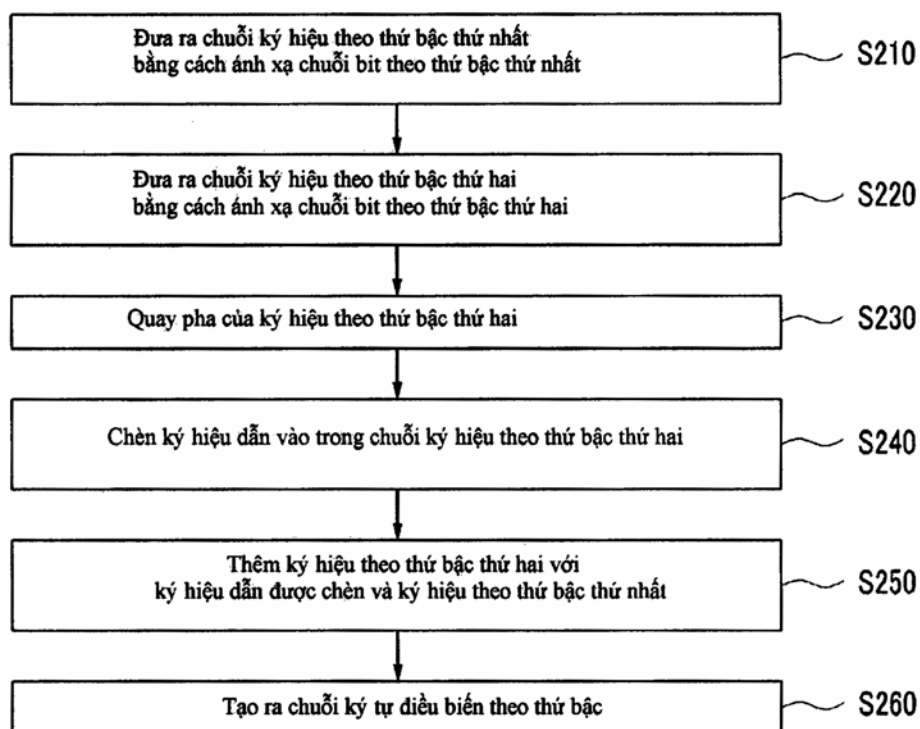 Đưa ra chuỗi ký hiệu theo thứ bậc thứ nhất
bằng cách ánh xạ chuỗi bit theo thứ bậc thứ nhất
S210
Đưa ra chuỗi ký hiệu theo thứ bậc thứ hai
bằng cách ánh xạ chuỗi bit theo thứ bậc thứ hai
S220
Quay pha của ký hiệu theo thứ bậc thứ hai
S230
Chèn ký hiệu dẫn vào trong chuỗi ký hiệu theo thứ bậc thứ hai
S240
Thêm ký hiệu theo thứ bậc thứ hai với
ký hiệu dẫn được chèn và ký hiệu theo thứ bậc thứ nhất
S250
Tạo ra chuỗi ký tự điều biến theo thứ bậc
S260